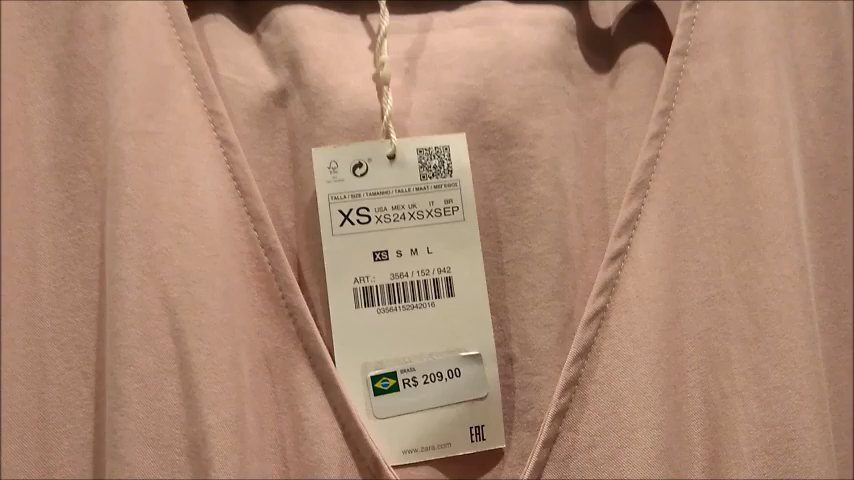 TALLA / SIZE / TAMANHO / TAILLE / MAAT / ΜΕΓΕΘΟΣ
XS USA MEX UK IT BR
XS 24 XS XS EP
XS S M L
ART.: 3564 / 152 / 942
03564152942016
BRASIL
R$ 209,00
EAC
www.zara.com